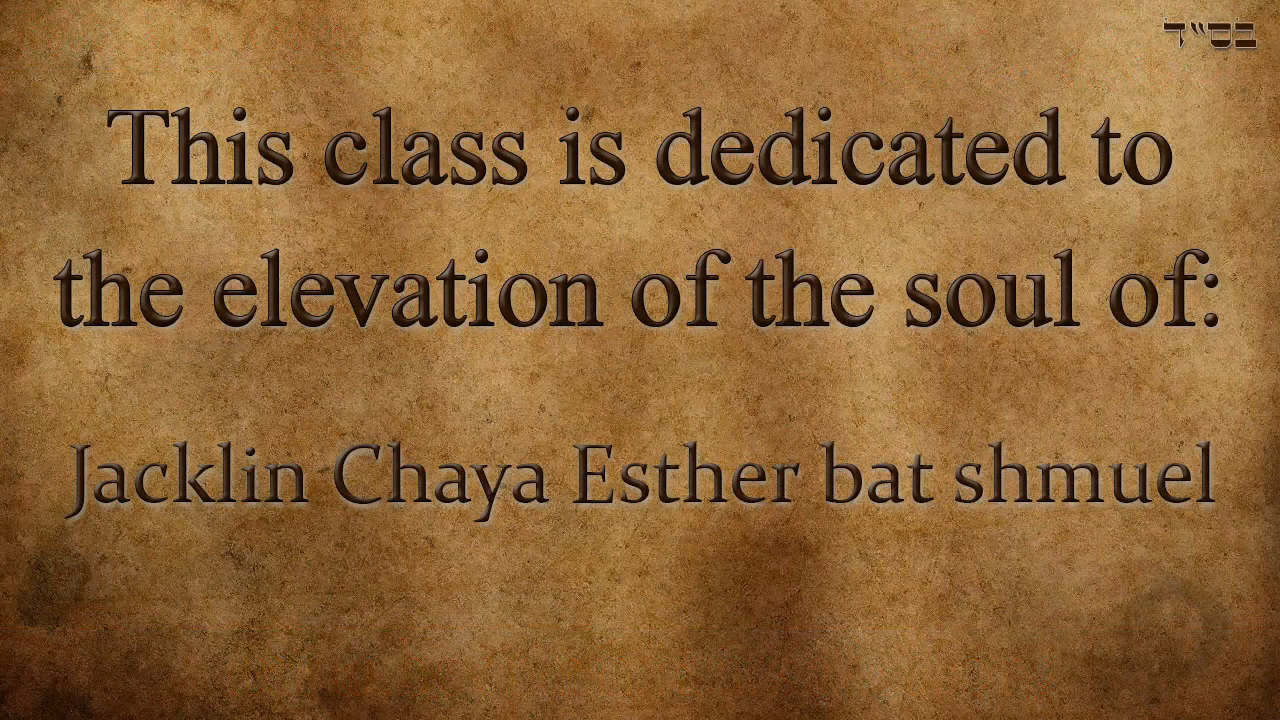 בס״ד
This class is dedicated to
the elevation of the soul of:
Jacklin Chaya Esther bat shmuel